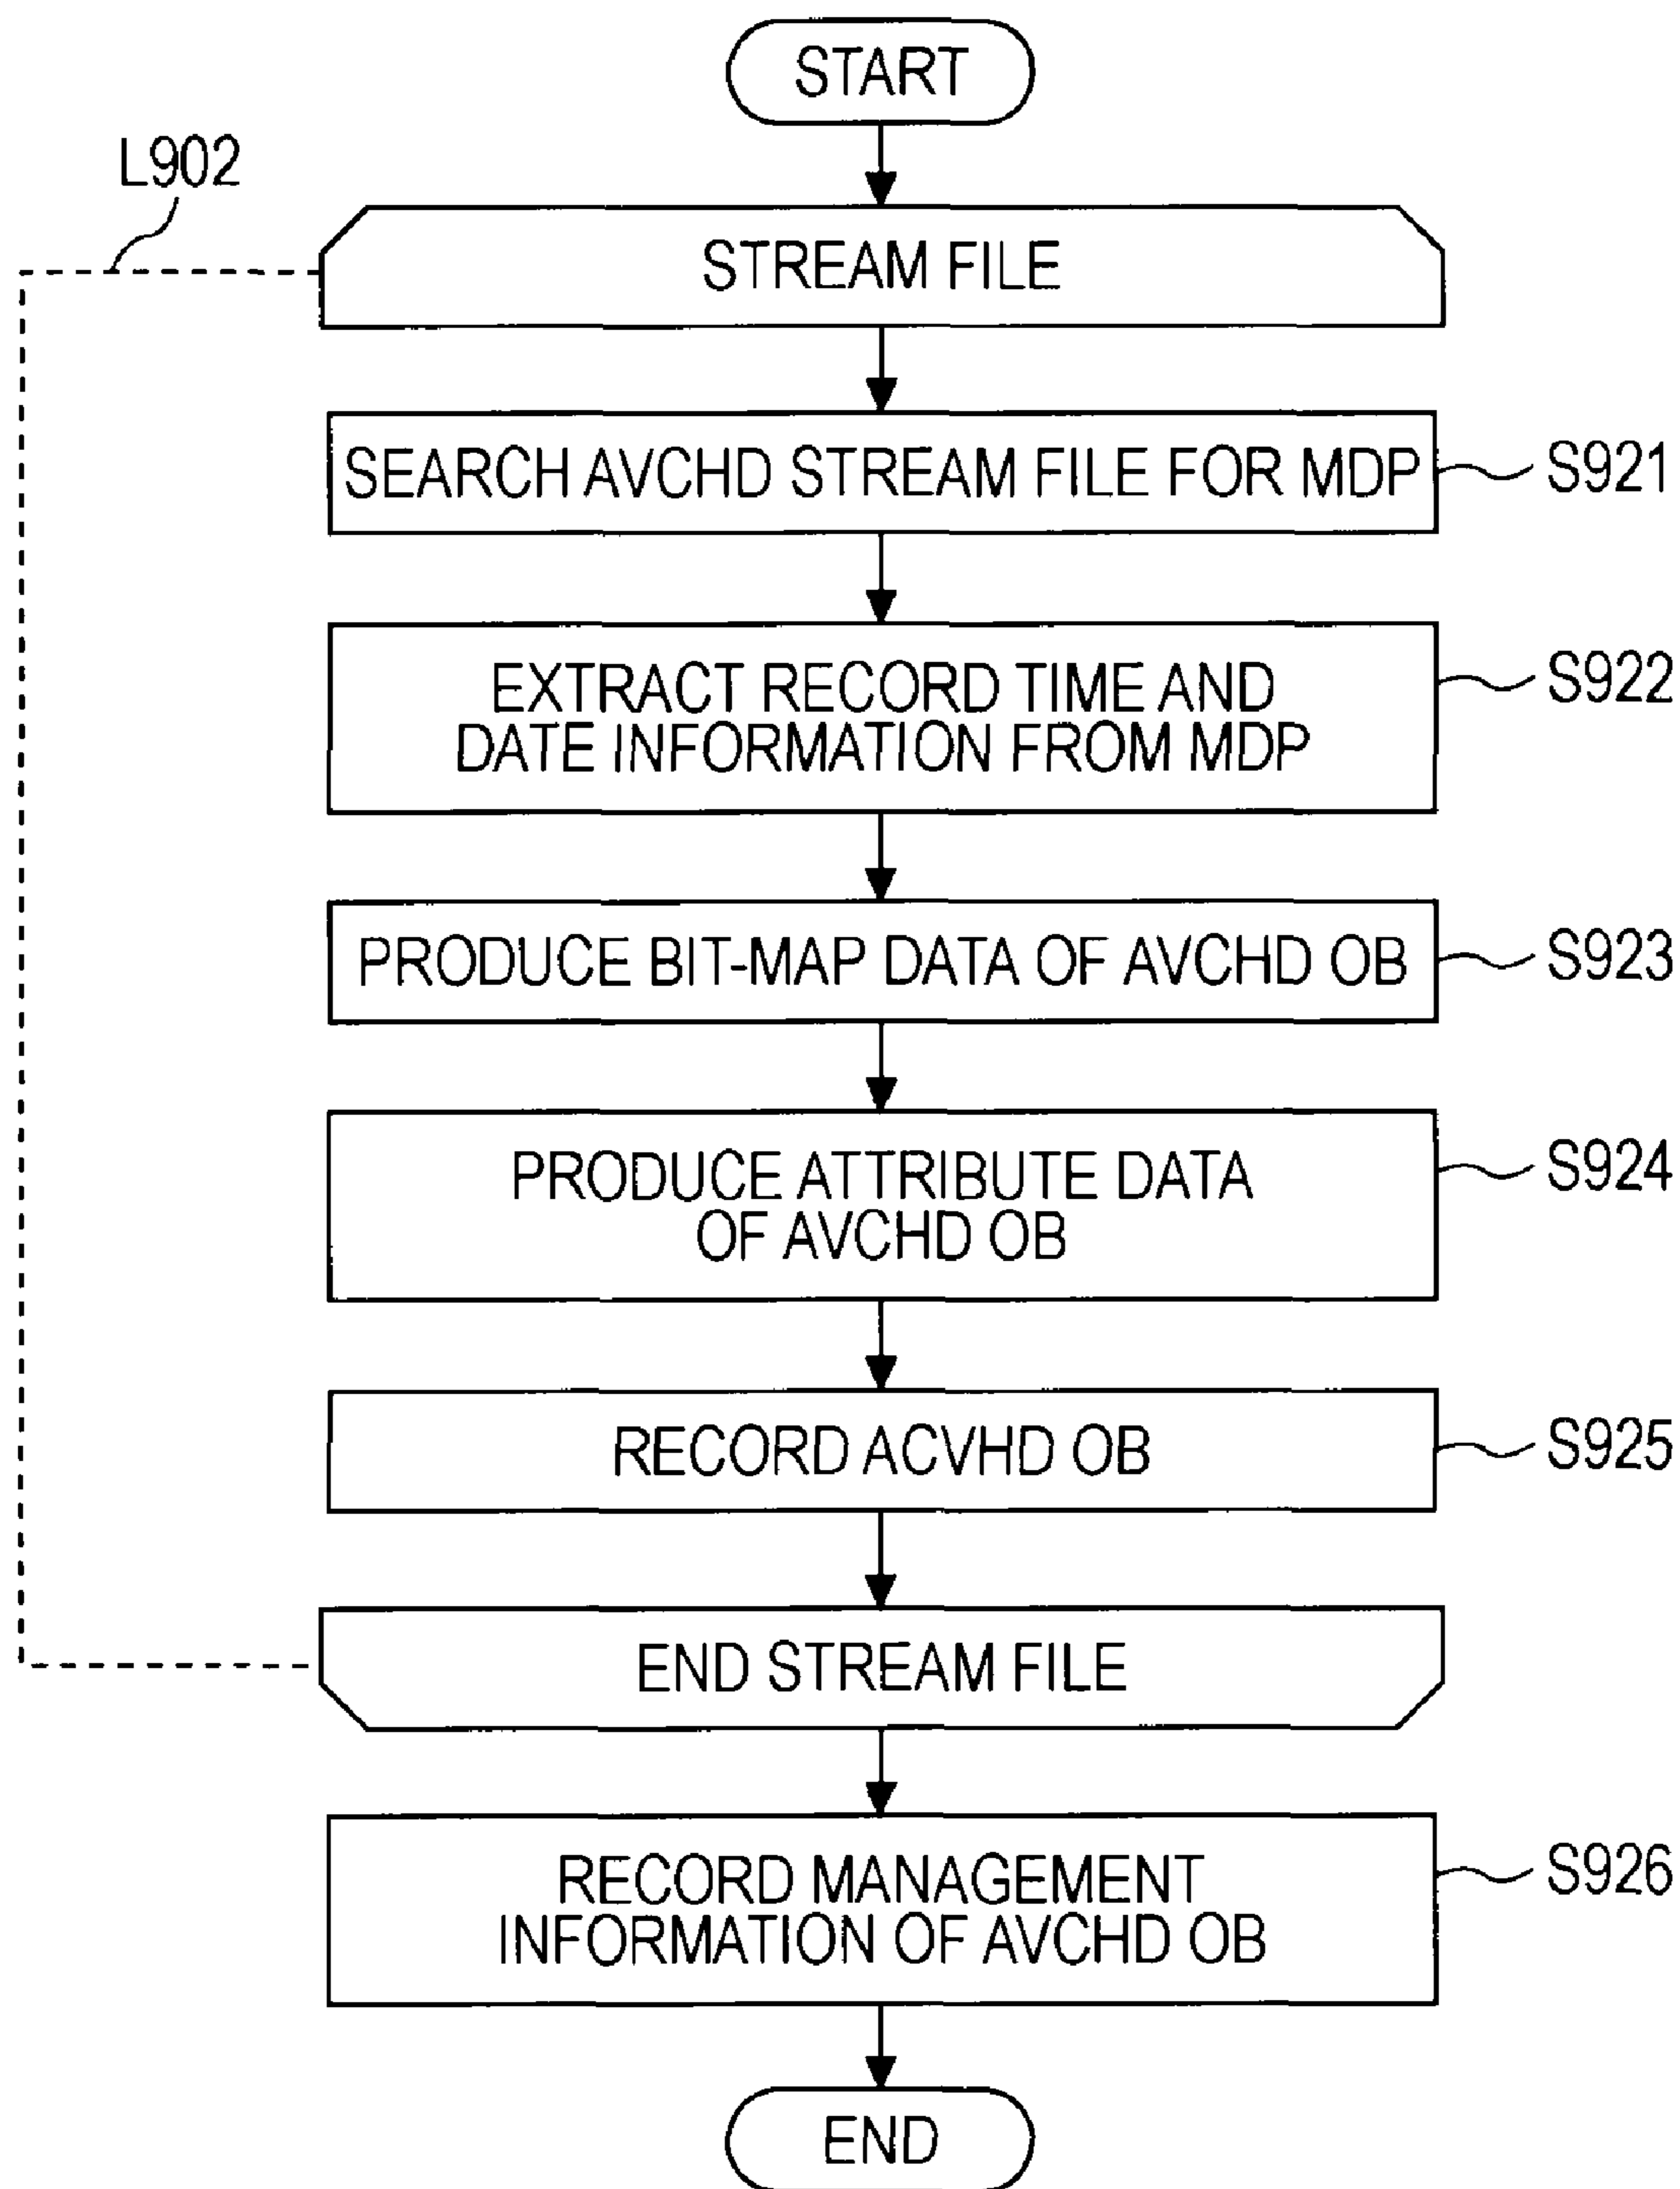 START
L902
STREAM FILE
SEARCH AVCHD STREAM FILE FOR MDP
S921
EXTRACT RECORD TIME AND
DATE INFORMATION FROM MDP
S922
PRODUCE BIT-MAP DATA OF AVCHD OB
S923
PRODUCE ATTRIBUTE DATA
OF AVCHD OB
S924
RECORD ACVHD OB
S925
END STREAM FILE
RECORD MANAGEMENT
INFORMATION OF AVCHD OB
S926
END